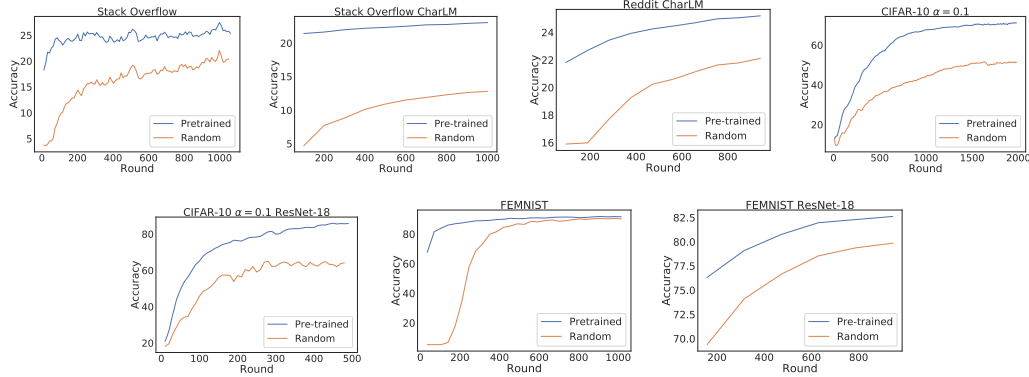 Stack Overflow
Accuracy
25
20
15
10
5
0 200 400 600 800 1000
Round
Pretrained
Random
Stack Overflow CharLM
Accuracy
20
15
10
5
200 400 600 800 1000
Round
Pre-trained
Random
Reddit CharLM
Accuracy
24
22
20
18
16
0 200 400 600 800
Round
Pre-trained
Random
CIFAR-10 α = 0.1
Accuracy
60
40
20
0 500 1000 1500 2000
Round
Pretrained
Random
CIFAR-10 α = 0.1 ResNet-18
Accuracy
80
60
40
20
0 100 200 300 400 500
Round
Pre-trained
Random
FEMNIST
Accuracy
80
60
40
20
0 200 400 600 800 1000
Round
Pretrained
Random
FEMNIST ResNet-18
Accuracy
82.5
80.0
77.5
75.0
72.5
70.0
200 400 600 800
Round
Pre-trained
Random